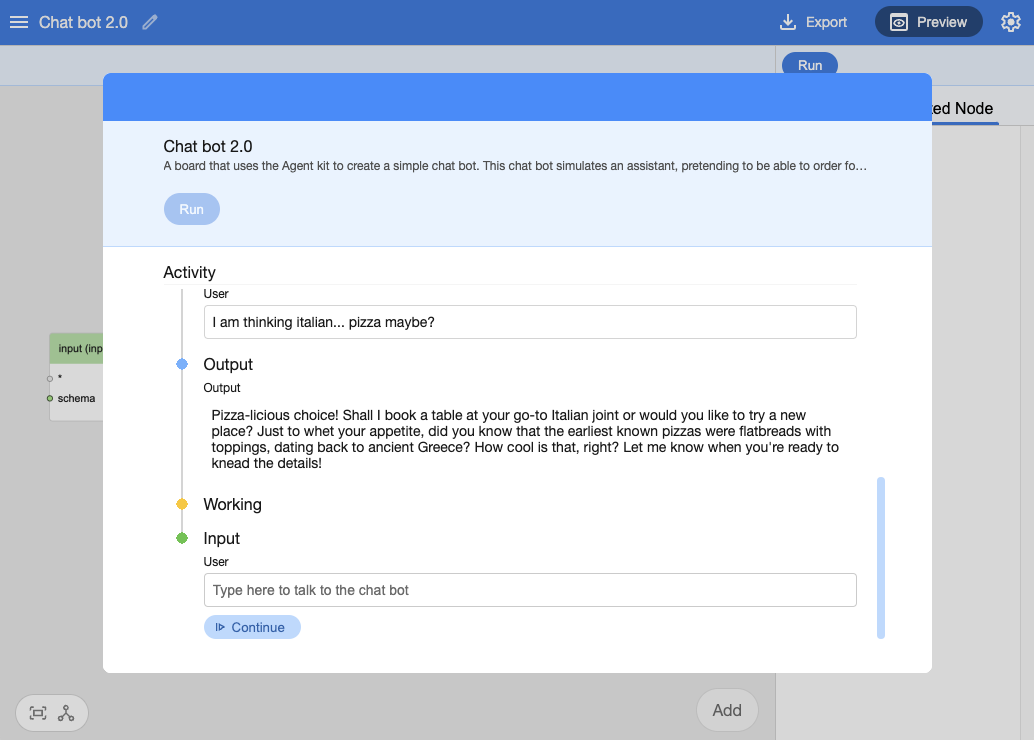 Chat bot 2.0
Export
Preview
Run
ted Node
Chat bot 2.0
A board that uses the Agent kit to create a simple chat bot. This chat bot simulates an assistant, pretending to be able to order fo…
Run
Activity
User
I am thinking italian... pizza maybe?
Output
Output
Pizza-licious choice! Shall I book a table at your go-to Italian joint or would you like to try a new
place? Just to whet your appetite, did you know that the earliest known pizzas were flatbreads with
toppings, dating back to ancient Greece? How cool is that, right? Let me know when you're ready to
knead the details!
Working
Input
User
Type here to talk to the chat bot
Continue
input (inp
*
schema
Add